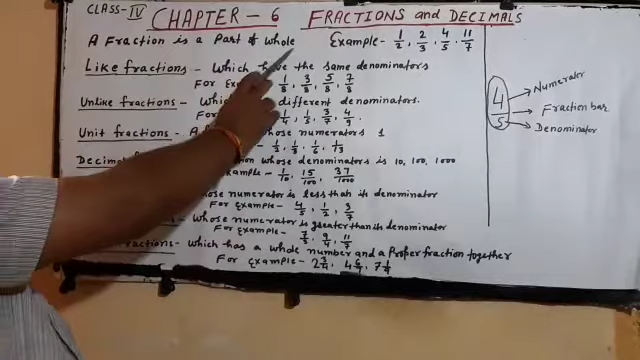 CLASS- IV CHAPTER - 6 FRACTIONS and DECIMALS
A Fraction is a Part of whole Example- 1/2, 2/3, 4/5, 11/7
Like fractions - Which have the same denominators
For 1/8, 3/8, 5/8, 7/8
Unlike fractions - different denominators.
For 1/4, 1/5, 3/7, 4/9.
Unit fractions - A whose numerators 1
1/2, 1/3, 1/6, 1/13
Decimal whose denominators is 10, 100, 1000
example - 1/10, 15/100, 37/1000
whose numerator is less than its denominator
For example - 4/5, 1/2, 3/7
- Whose numerator is greater than its denominator
For example - 7/3, 9/4, 11/7
fractions - Which has a whole number and a Proper fraction together
For example -
4/5
Numerator
Fraction bar
Denominator